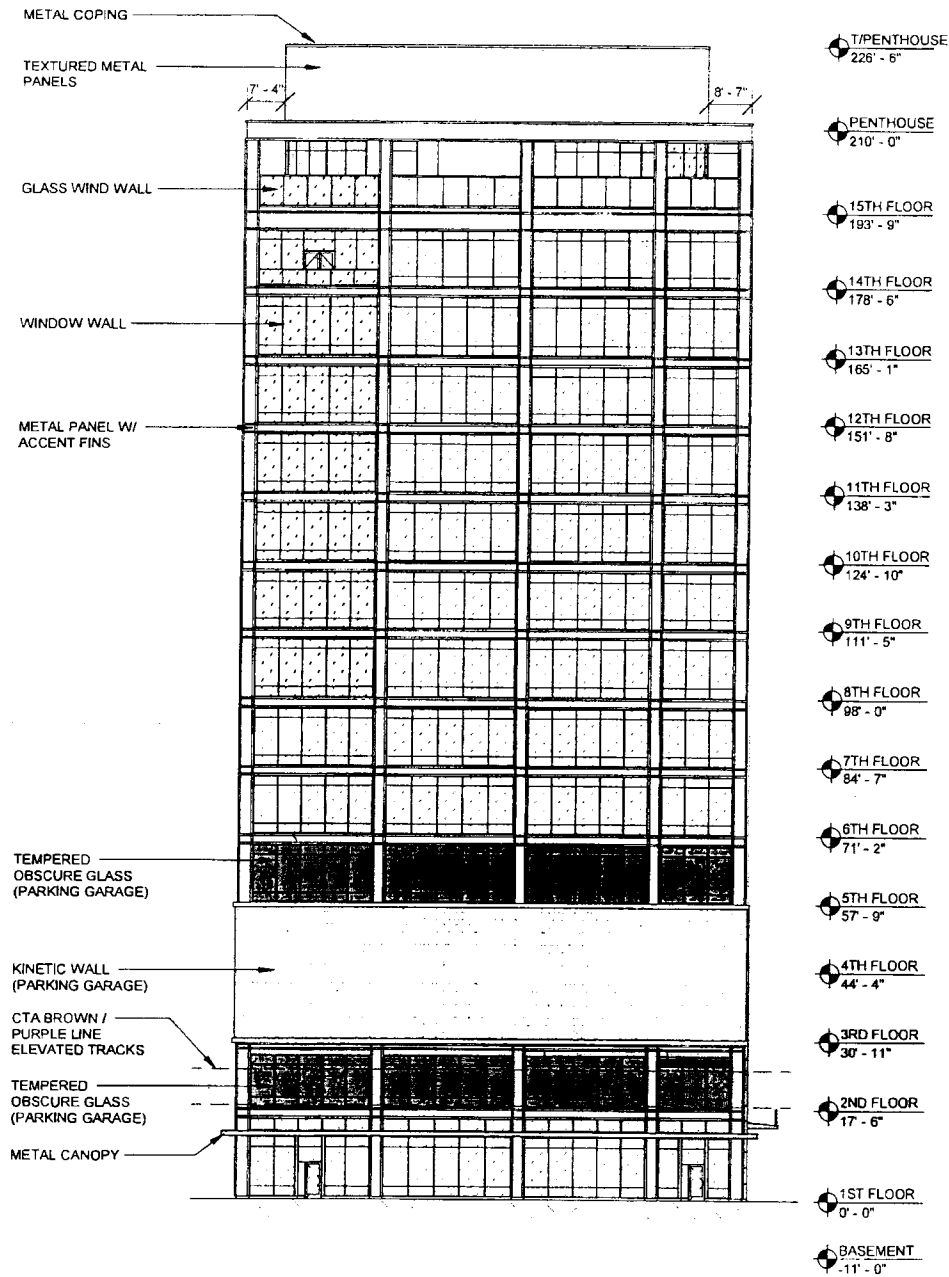 METAL COPING
TEXTURED METAL
PANELS
7' - 4"
8' - 7"
GLASS WIND WALL
WINDOW WALL
METAL PANEL W/
ACCENT FINS
TEMPERED
OBSCURE GLASS
(PARKING GARAGE)
KINETIC WALL
(PARKING GARAGE)
CTA BROWN /
PURPLE LINE
ELEVATED TRACKS
TEMPERED
OBSCURE GLASS
(PARKING GARAGE)
METAL CANOPY
T/PENTHOUSE
226' - 6"
PENTHOUSE
210' - 0"
15TH FLOOR
193' - 9"
14TH FLOOR
178' - 6"
13TH FLOOR
165' - 1"
12TH FLOOR
151' - 8"
11TH FLOOR
138' - 3"
10TH FLOOR
124' - 10"
9TH FLOOR
111' - 5"
8TH FLOOR
98' - 0"
7TH FLOOR
84' - 7"
6TH FLOOR
71' - 2"
5TH FLOOR
57' - 9"
4TH FLOOR
44' - 4"
3RD FLOOR
30' - 11"
2ND FLOOR
17' - 6"
1ST FLOOR
0' - 0"
BASEMENT
-11' - 0"